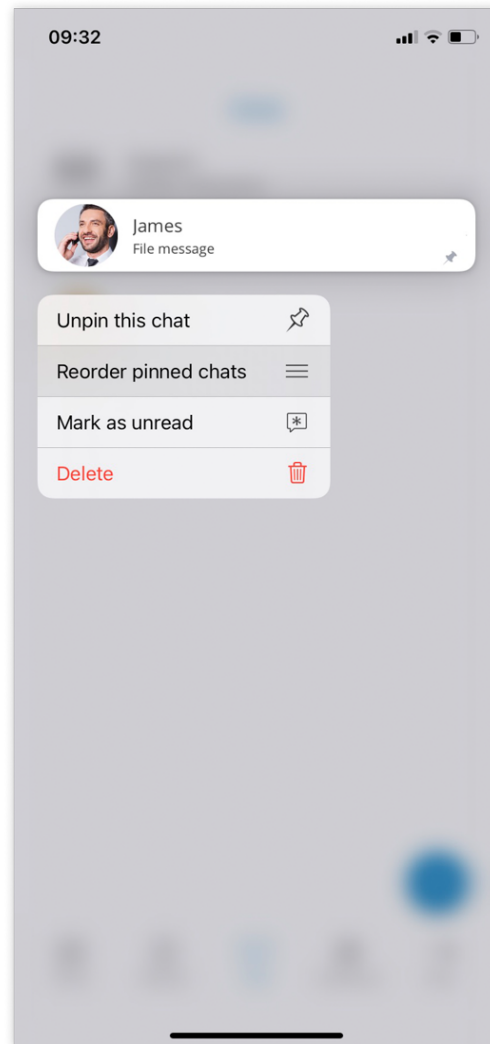 09:32
James
File message
Unpin this chat
Reorder pinned chats
Mark as unread
Delete